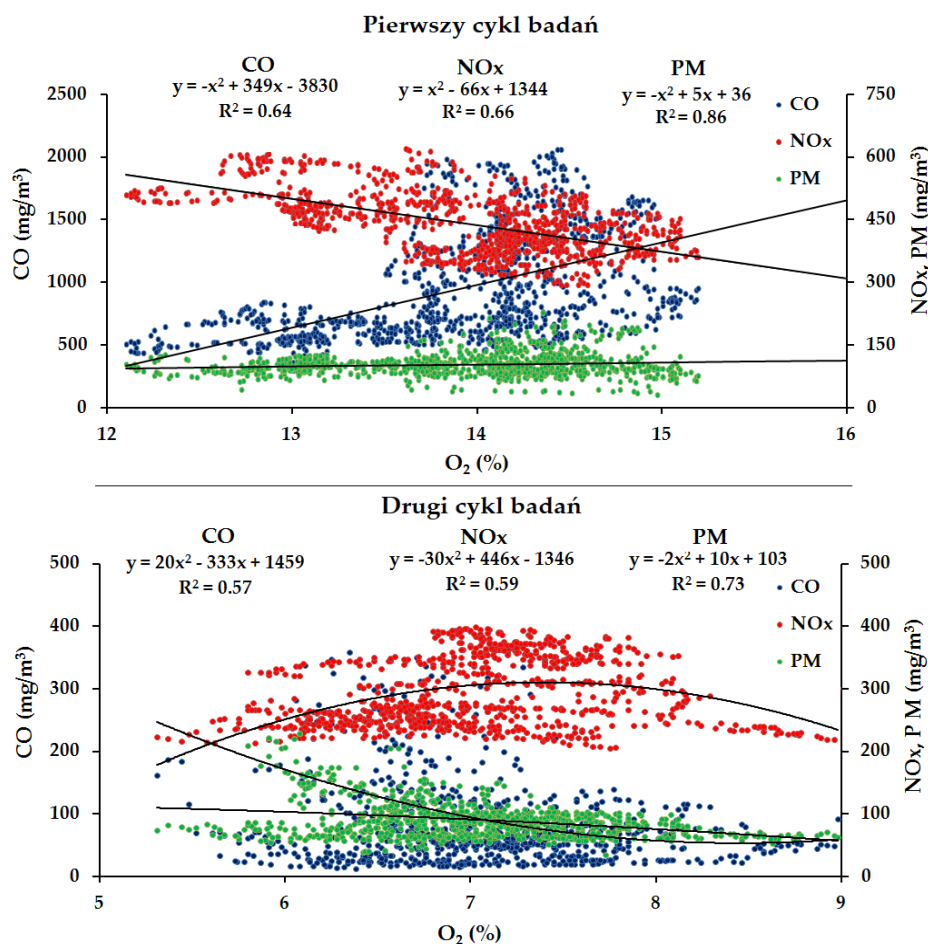 Pierwszy cykl badań
CO NOx PM
y = -x² + 349x - 3830 y = x² - 66x + 1344 y = -x² + 5x + 36
R² = 0.64 R² = 0.66 R² = 0.86
CO
NOx
PM
2500
2000
1500
1000
500
0
CO (mg/m³)
750
600
450
300
150
0
NOx, PM (mg/m³)
12 13 14 15 16
O₂ (%)
Drugi cykl badań
CO NOx PM
y = 20x² - 333x + 1459 y = -30x² + 446x - 1346 y = -2x² + 10x + 103
R² = 0.57 R² = 0.59 R² = 0.73
CO
NOx
PM
500
400
300
200
100
0
CO (mg/m³)
500
400
300
200
100
0
NOx, P M (mg/m³)
5 6 7 8 9
O₂ (%)